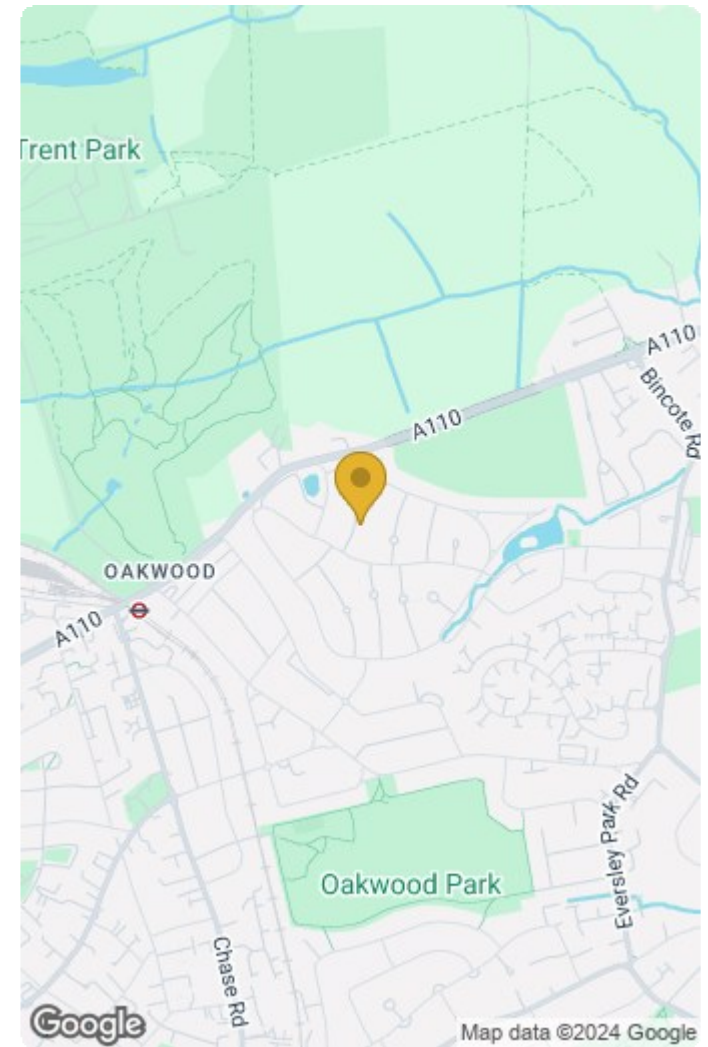 Trent Park
A110
Bincote Rd
A110
OAKWOOD
A110
Oakwood Park
Eversley Park Rd
Chase Rd
Google
Map data ©2024 Google